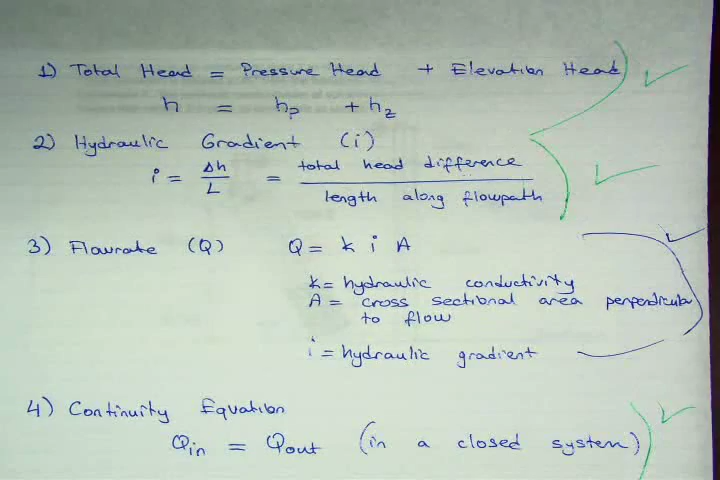 1) Total Head = Pressure Head + Elevation Head
h = hp + hz
2) Hydraulic Gradient (i)
i = Δh / L = total head difference / length along flowpath
3) Flowrate (Q) Q = k i A
k = hydraulic conductivity
A = cross sectional area perpendicular
to flow
i = hydraulic gradient
4) Continuity Equation
Qin = Qout (in a closed system)